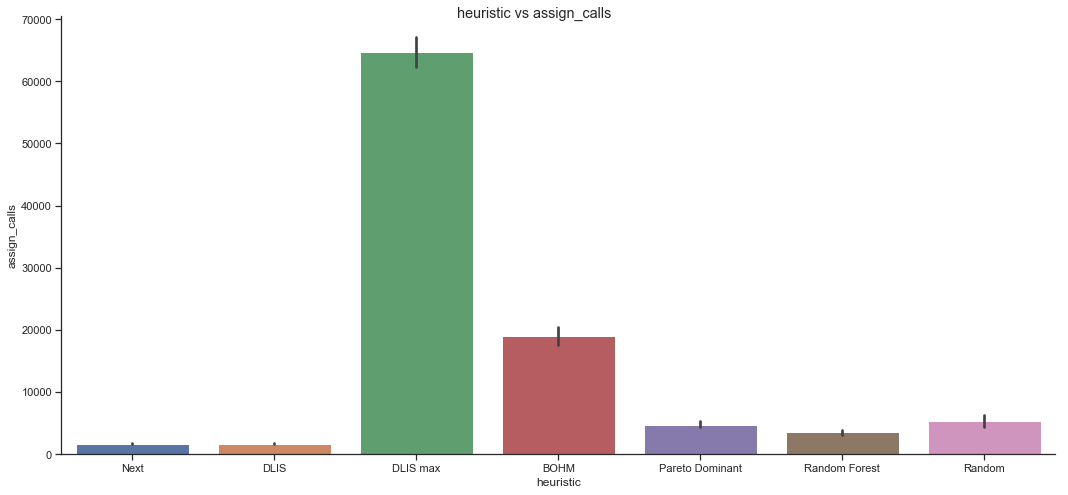 heuristic vs assign_calls
70000
60000
50000
40000
30000
20000
10000
0
assign_calls
Next DLIS DLIS max BOHM Pareto Dominant Random Forest Random
heuristic